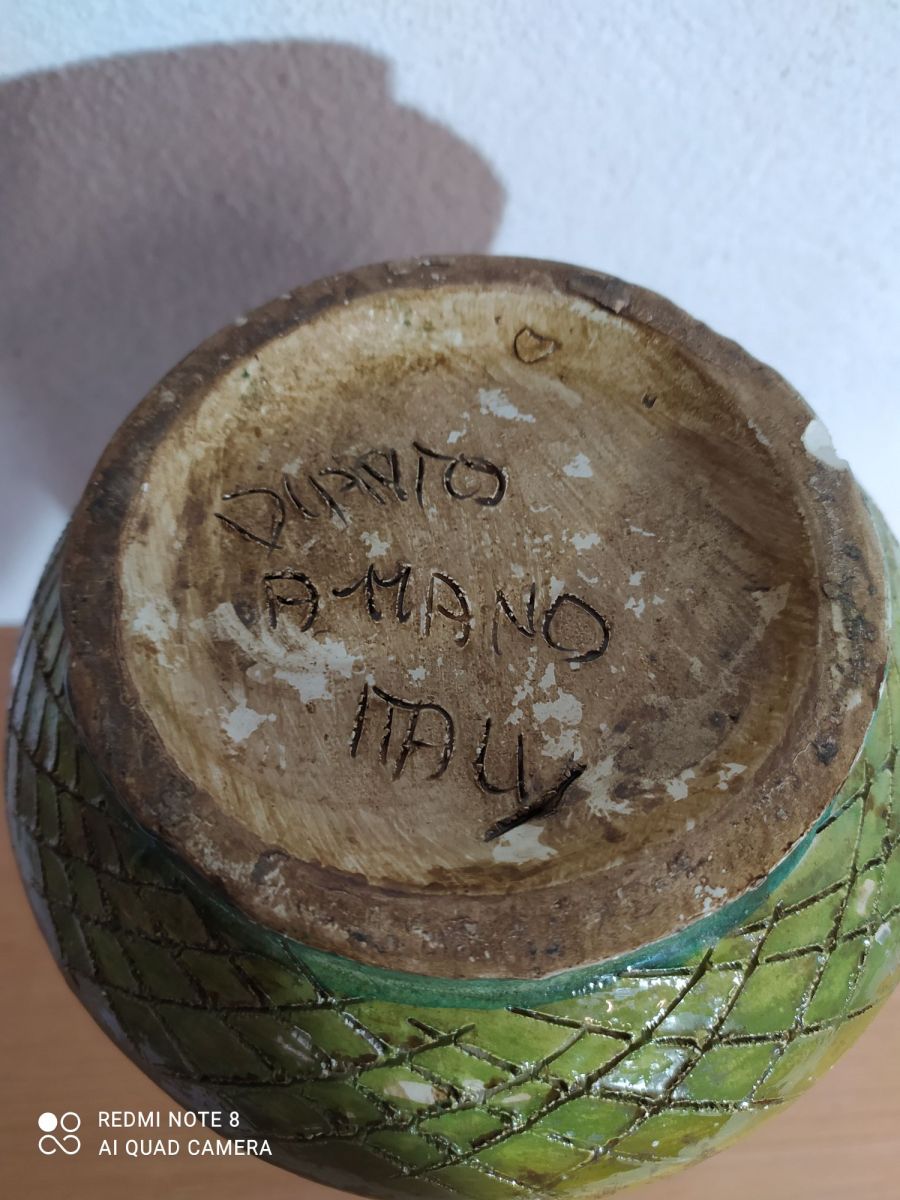 DIPINTO
A MANO
ITALY
REDMI NOTE 8
AI QUAD CAMERA